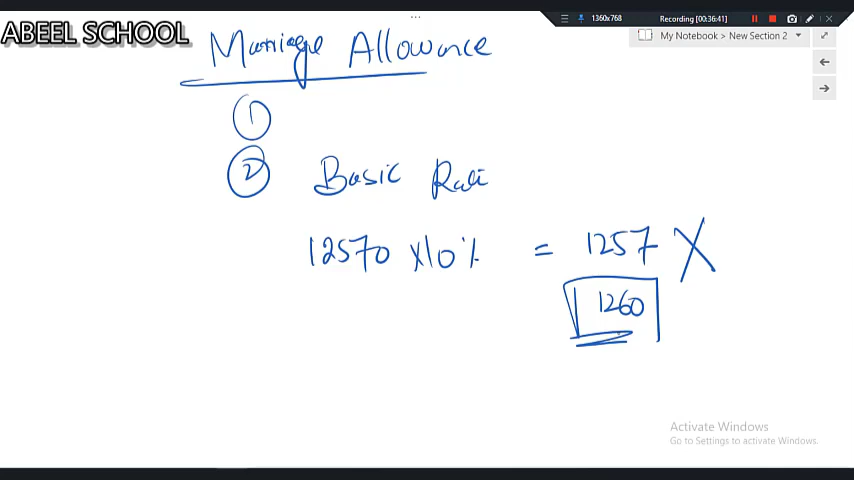 1360x768
Recording [00:36:41]
ABEEL SCHOOL
My Notebook > New Section 2
Marriage Allowance
1
2 Basic Rate
12570 x10% = 1257 X
1260
Activate Windows
Go to Settings to activate Windows.